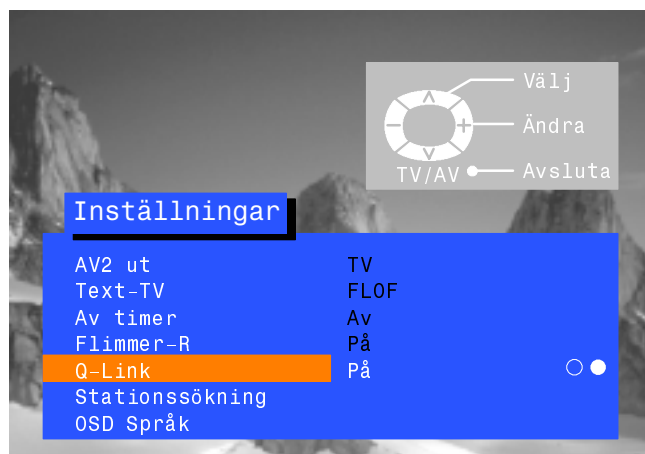 Välj
Ändra
TV/AV Avsluta
Inställningar
AV2 ut TV
Text-TV FLOF
Av timer Av
Flimmer-R På
Q-Link På
Stationssökning
OSD Språk